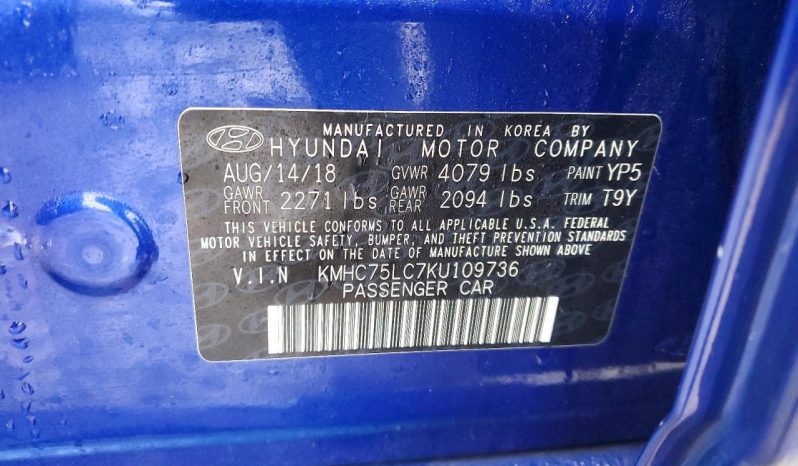 MANUFACTURED IN KOREA BY
HYUNDAI MOTOR COMPANY
AUG/14/18 GVWR 4079 lbs PAINT YP5
GAWR FRONT 2271 lbs GAWR REAR 2094 lbs TRIM T9Y
THIS VEHICLE CONFORMS TO ALL APPLICABLE U.S.A. FEDERAL
MOTOR VEHICLE SAFETY, BUMPER, AND THEFT PREVENTION STANDARDS
IN EFFECT ON THE DATE OF MANUFACTURE SHOWN ABOVE
V.I.N KMHC75LC7KU109736
PASSENGER CAR